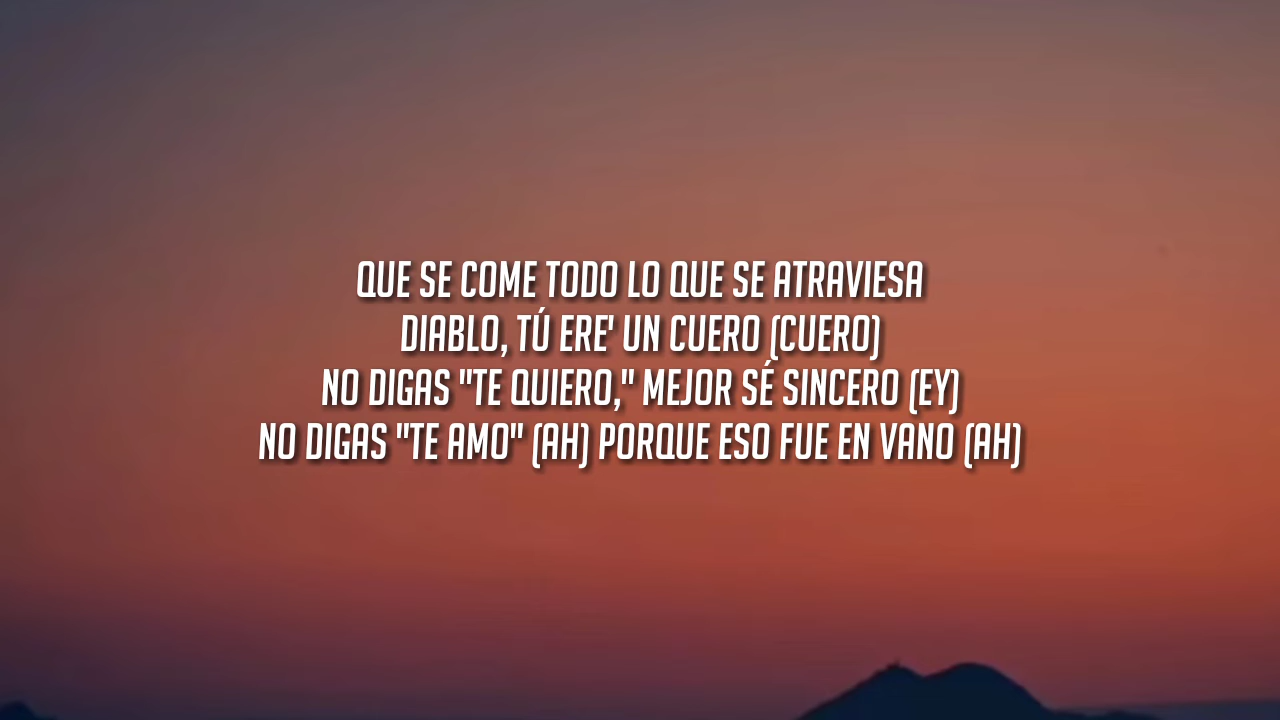 QUE SE COME TODO LO QUE SE ATRAVIESA
DIABLO, TÚ ERE' UN CUERO (CUERO)
NO DIGAS "TE QUIERO," MEJOR SÉ SINCERO (EY)
NO DIGAS "TE AMO" (AH) PORQUE ESO FUE EN VANO (AH)